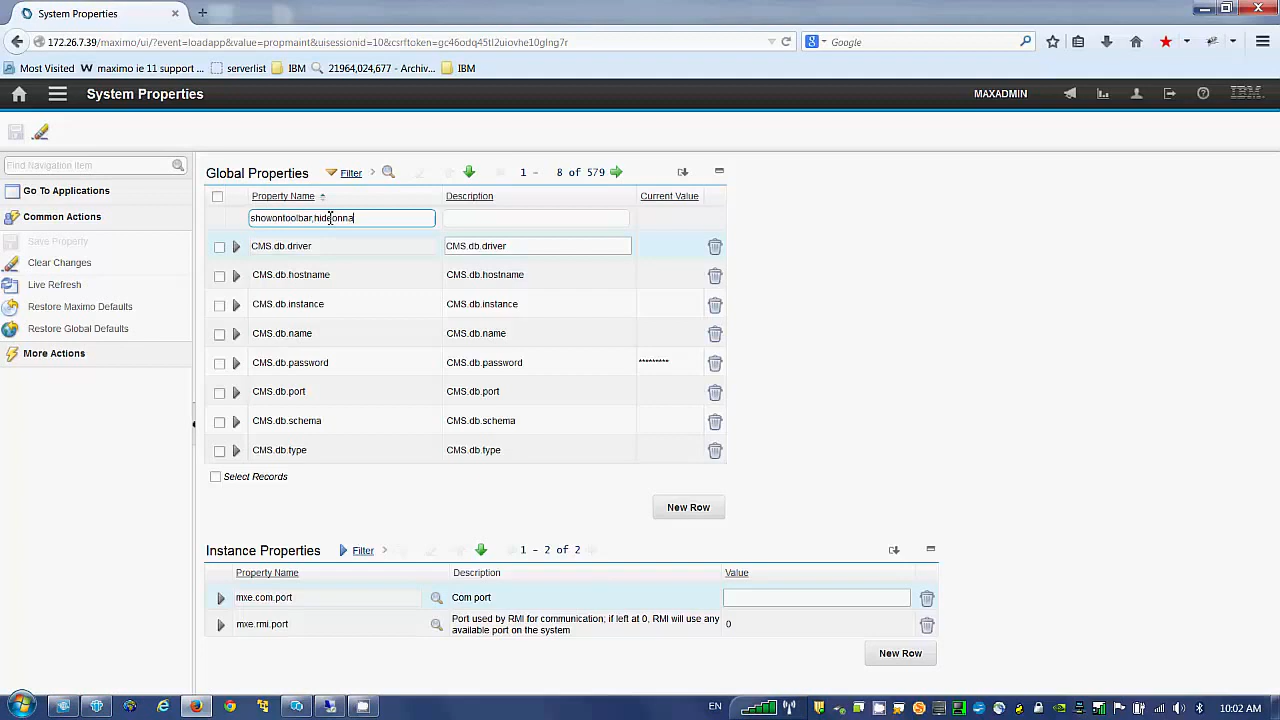 System Properties
172.26.7.39/maximo/ui/?event=loadapp&value=propmaint&uisessionid=10&csrftoken=gc46odq45tl2uiovhe10glng7r
Google
Most Visited
maximo ie 11 support ...
serverlist
IBM
21964,024,677 - Archiv...
IBM
System Properties
MAXADMIN
IBM
Find Navigation Item
Go To Applications
Common Actions
Save Property
Clear Changes
Live Refresh
Restore Maximo Defaults
Restore Global Defaults
More Actions
Global Properties Filter 1 - 8 of 579
Property Name Description Current Value
CMS.db.driver CMS.db.driver
CMS.db.hostname CMS.db.hostname
CMS.db.instance CMS.db.instance
CMS.db.name CMS.db.name
CMS.db.password CMS.db.password *********
CMS.db.port CMS.db.port
CMS.db.schema CMS.db.schema
CMS.db.type CMS.db.type
Select Records
New Row
Instance Properties Filter 1 - 2 of 2
Property Name Description Value
mxe.com.port Com port
mxe.rmi.port Port used by RMI for communication; if left at 0, RMI will use any available port on the system 0
New Row
EN 10:02 AM